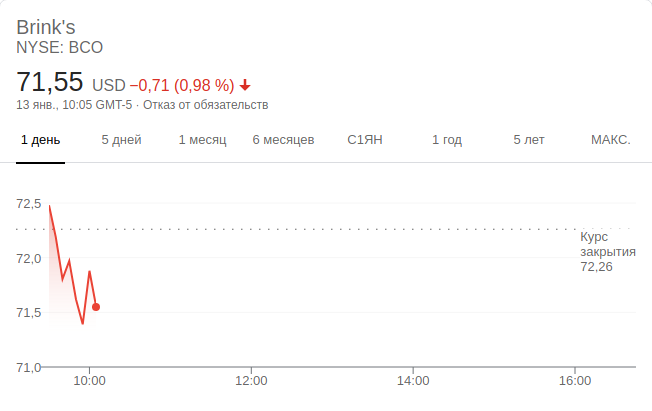 Brink's
NYSE: BCO
71,55 USD −0,71 (0,98 %)
13 янв., 10:05 GMT-5 · Отказ от обязательств
1 день 5 дней 1 месяц 6 месяцев С1ЯН 1 год 5 лет МАКС.
72,5
Курс
закрытия
72,26
72,0
71,5
71,0
10:00 12:00 14:00 16:00